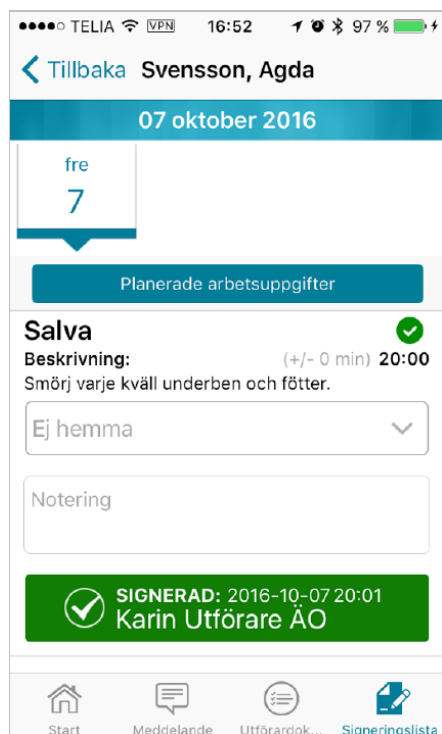 TELIA VPN 16:52 97 %
Tillbaka Svensson, Agda
07 oktober 2016
fre
7
Planerade arbetsuppgifter
Salva
Beskrivning: (+/- 0 min) 20:00
Smörj varje kväll underben och fötter.
Ej hemma
Notering
SIGNERAD: 2016-10-07 20:01
Karin Utförare ÄO
Start Meddelande Utförardok... Signeringslista